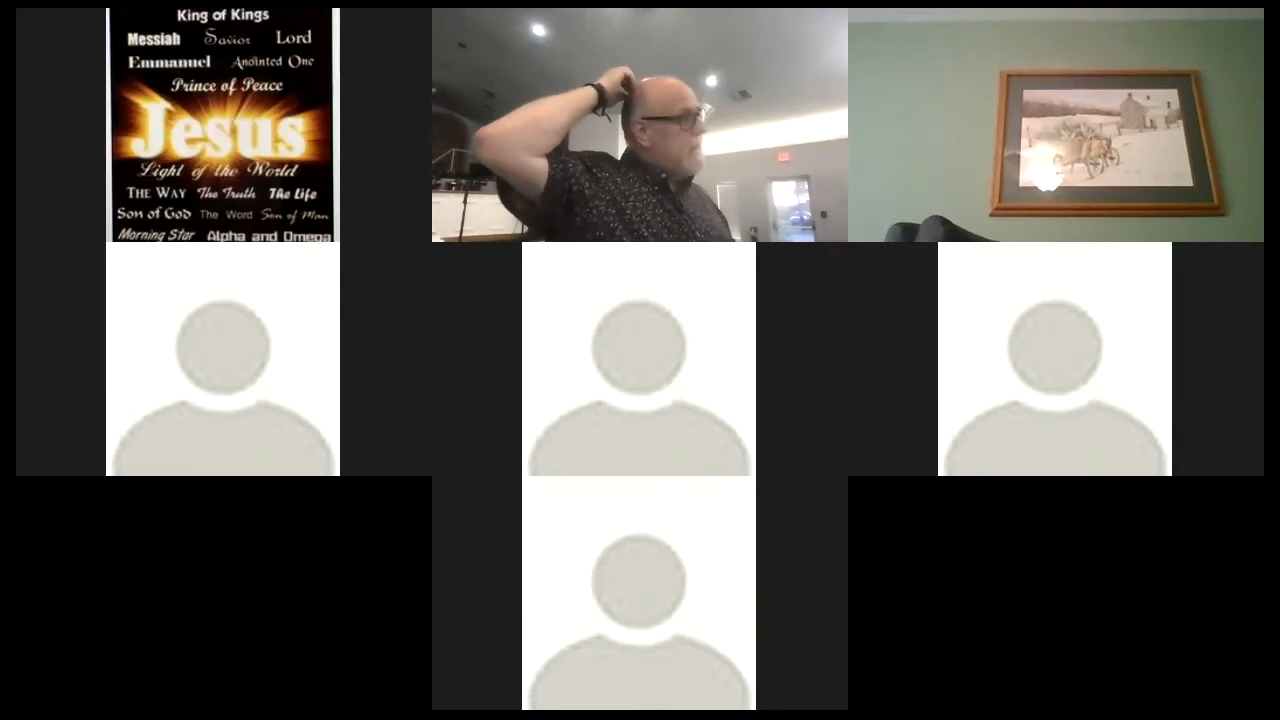 King of Kings
Messiah Savior Lord
Emmanuel Anointed One
Prince of Peace
Jesus
Light of the World
THE WAY The Truth The Life
Son of God The Word Son of Man
Morning Star Alpha and Omega